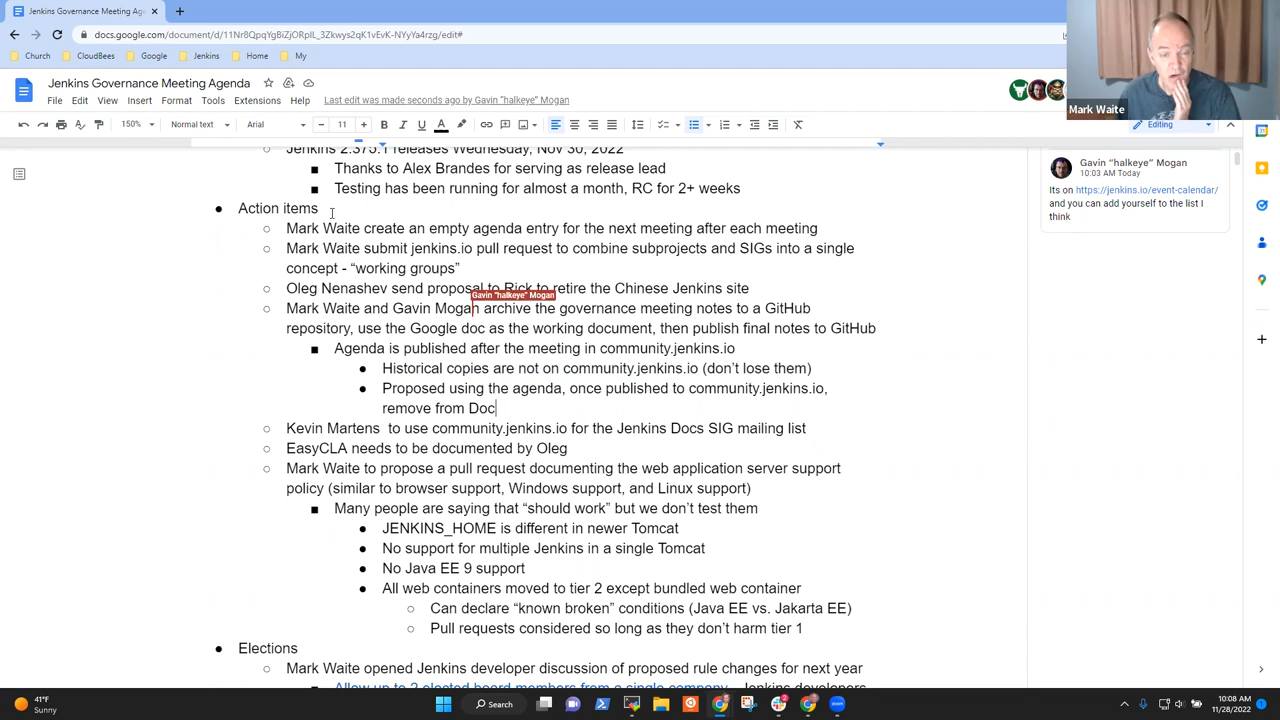 Jenkins Governance Meeting Age
docs.google.com/document/d/11Nr8QpqYgBiZjORpIL_3Zkwys2qK1vEvK-NYyYa4rzg/edit#
Church CloudBees Google Jenkins Home My
Jenkins Governance Meeting Agenda
File Edit View Insert Format Tools Extensions Help Last edit was made seconds ago by Gavin "halkeye" Mogan
150% Normal text Arial 11 Editing
Mark Waite
Jenkins 2.375.1 releases Wednesday, Nov 30, 2022
Thanks to Alex Brandes for serving as release lead
Testing has been running for almost a month, RC for 2+ weeks
Action items
Mark Waite create an empty agenda entry for the next meeting after each meeting
Mark Waite submit jenkins.io pull request to combine subprojects and SIGs into a single
concept - “working groups”
Oleg Nenashev send proposal to Rick to retire the Chinese Jenkins site
Gavin "halkeye" Mogan
Mark Waite and Gavin Mogan archive the governance meeting notes to a GitHub
repository, use the Google doc as the working document, then publish final notes to GitHub
Agenda is published after the meeting in community.jenkins.io
Historical copies are not on community.jenkins.io (don’t lose them)
Proposed using the agenda, once published to community.jenkins.io,
remove from Doc
Kevin Martens to use community.jenkins.io for the Jenkins Docs SIG mailing list
EasyCLA needs to be documented by Oleg
Mark Waite to propose a pull request documenting the web application server support
policy (similar to browser support, Windows support, and Linux support)
Many people are saying that “should work” but we don’t test them
JENKINS_HOME is different in newer Tomcat
No support for multiple Jenkins in a single Tomcat
No Java EE 9 support
All web containers moved to tier 2 except bundled web container
Can declare “known broken” conditions (Java EE vs. Jakarta EE)
Pull requests considered so long as they don’t harm tier 1
Elections
Mark Waite opened Jenkins developer discussion of proposed rule changes for next year
Allow up to 2 elected board members from a single company - Jenkins developers
Gavin "halkeye" Mogan
10:03 AM Today
Its on https://jenkins.io/event-calendar/
and you can add yourself to the list I
think
41°F
Sunny
Search
10:08 AM
11/28/2022